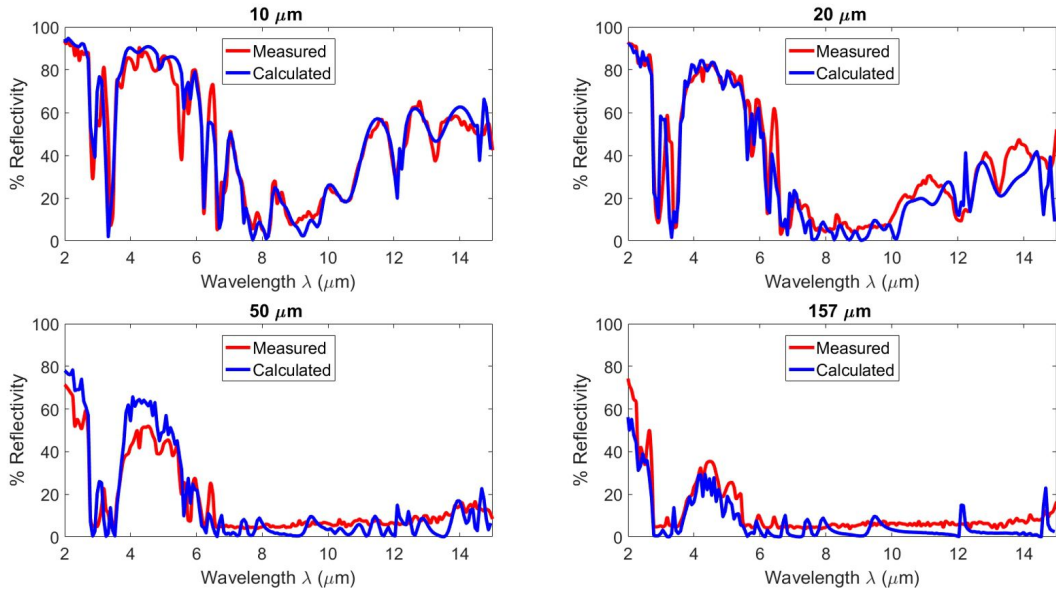 10 μm
% Reflectivity
100
80
60
40
20
0
Measured
Calculated
2 4 6 8 10 12 14
Wavelength λ (μm)
20 μm
% Reflectivity
100
80
60
40
20
0
Measured
Calculated
2 4 6 8 10 12 14
Wavelength λ (μm)
50 μm
% Reflectivity
100
80
60
40
20
0
Measured
Calculated
2 4 6 8 10 12 14
Wavelength λ (μm)
157 μm
% Reflectivity
100
80
60
40
20
0
Measured
Calculated
2 4 6 8 10 12 14
Wavelength λ (μm)